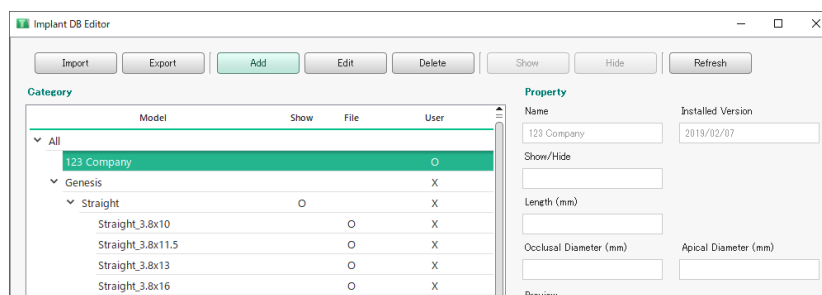 Implant DB Editor
Import Export Add Edit Delete Show Hide Refresh
Category
Model Show File User
All
123 Company O
Genesis X
Straight O X
Straight_3.8x10 O X
Straight_3.8x11.5 O X
Straight_3.8x13 O X
Straight_3.8x16 O X
Property
Name Installed Version
123 Company 2019/02/07
Show/Hide
Length (mm)
Occlusal Diameter (mm) Apical Diameter (mm)
Preview